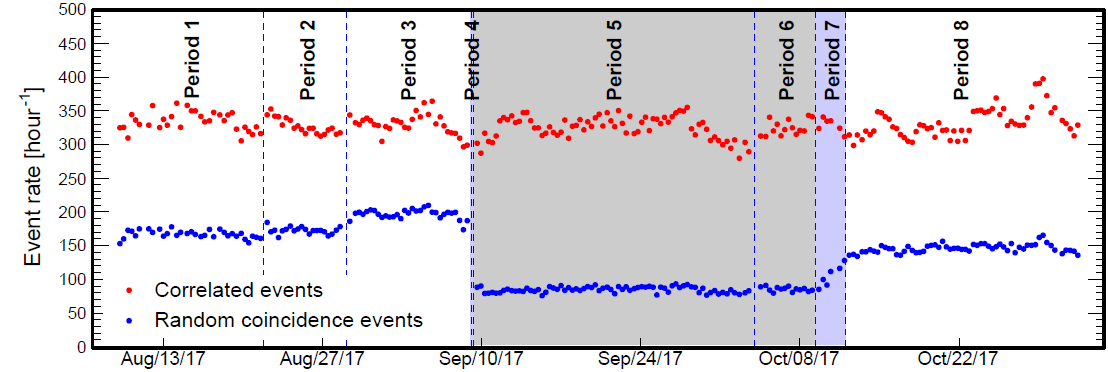 500
450
400
350
300
250
200
150
100
50
0
Event rate [hour⁻¹]
Period 1
Period 2
Period 3
Period 4
Period 5
Period 6
Period 7
Period 8
Correlated events
Random coincidence events
Aug/13/17 Aug/27/17 Sep/10/17 Sep/24/17 Oct/08/17 Oct/22/17